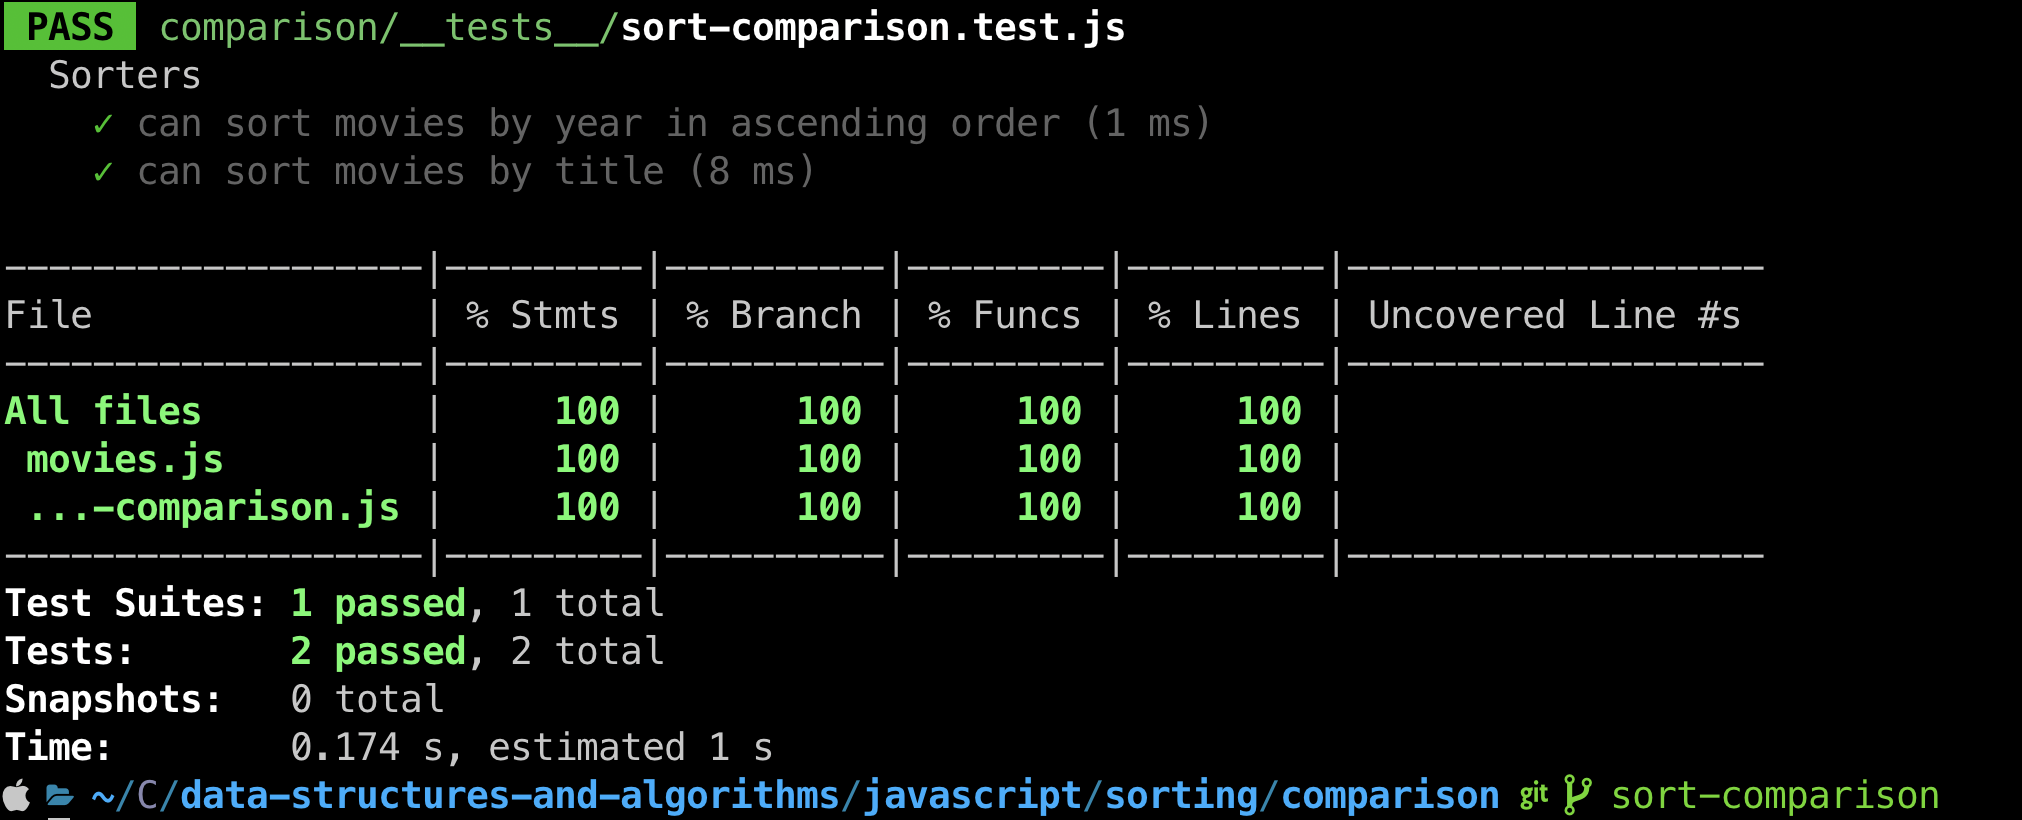 PASS comparison/__tests__/sort-comparison.test.js
Sorters
✓ can sort movies by year in ascending order (1 ms)
✓ can sort movies by title (8 ms)
-------------------|---------|----------|---------|---------|-------------------
File | % Stmts | % Branch | % Funcs | % Lines | Uncovered Line #s
-------------------|---------|----------|---------|---------|-------------------
All files | 100 | 100 | 100 | 100 |
movies.js | 100 | 100 | 100 | 100 |
...-comparison.js | 100 | 100 | 100 | 100 |
-------------------|---------|----------|---------|---------|-------------------
Test Suites: 1 passed, 1 total
Tests: 2 passed, 2 total
Snapshots: 0 total
Time: 0.174 s, estimated 1 s
~/C/data-structures-and-algorithms/javascript/sorting/comparison git sort-comparison